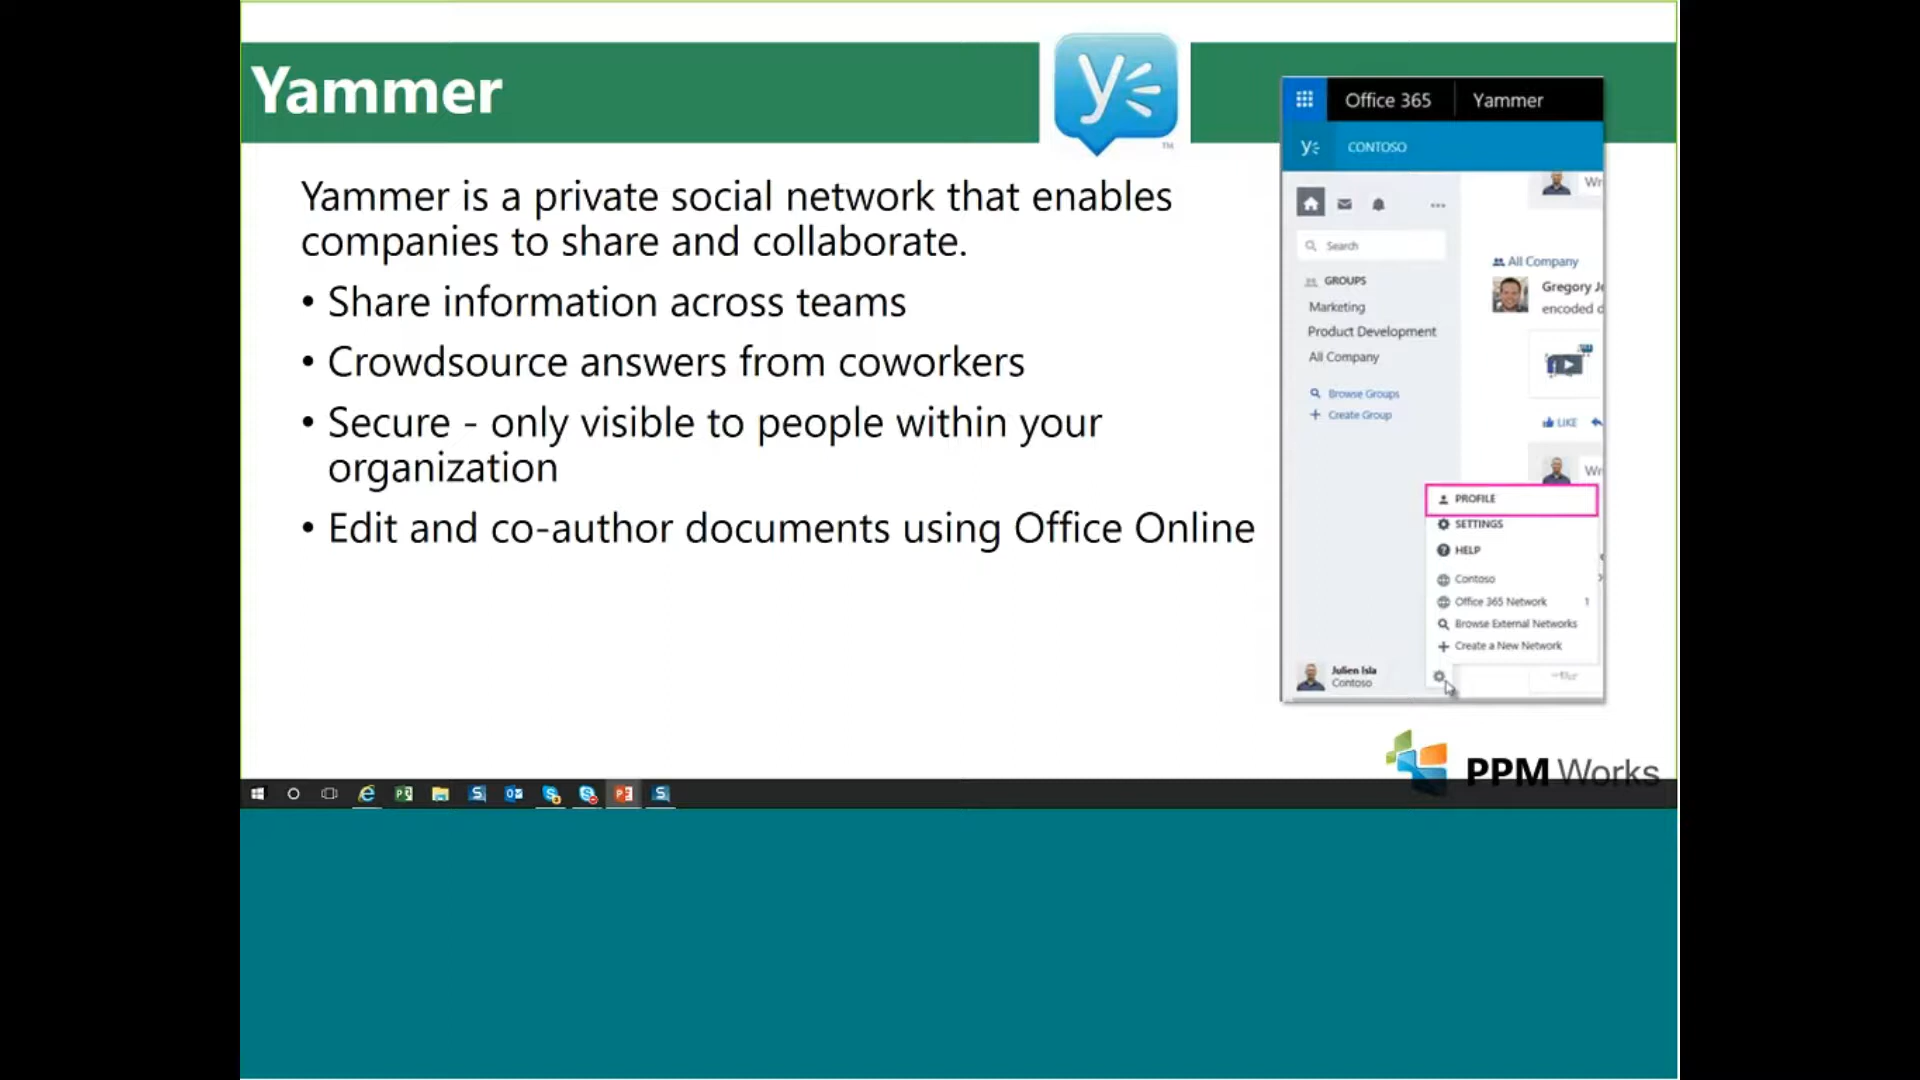 Yammer
Yammer is a private social network that enables
companies to share and collaborate.
• Share information across teams
• Crowdsource answers from coworkers
• Secure - only visible to people within your
organization
• Edit and co-author documents using Office Online
Office 365 Yammer
CONTOSO
Search
GROUPS
Marketing
Product Development
All Company
Browse Groups
Create Group
All Company
Gregory
encoded
LIKE
PROFILE
SETTINGS
HELP
Contoso
Office 365 Network 1
Browse External Networks
Create a New Network
Julien Isla
Contoso
PPM Works